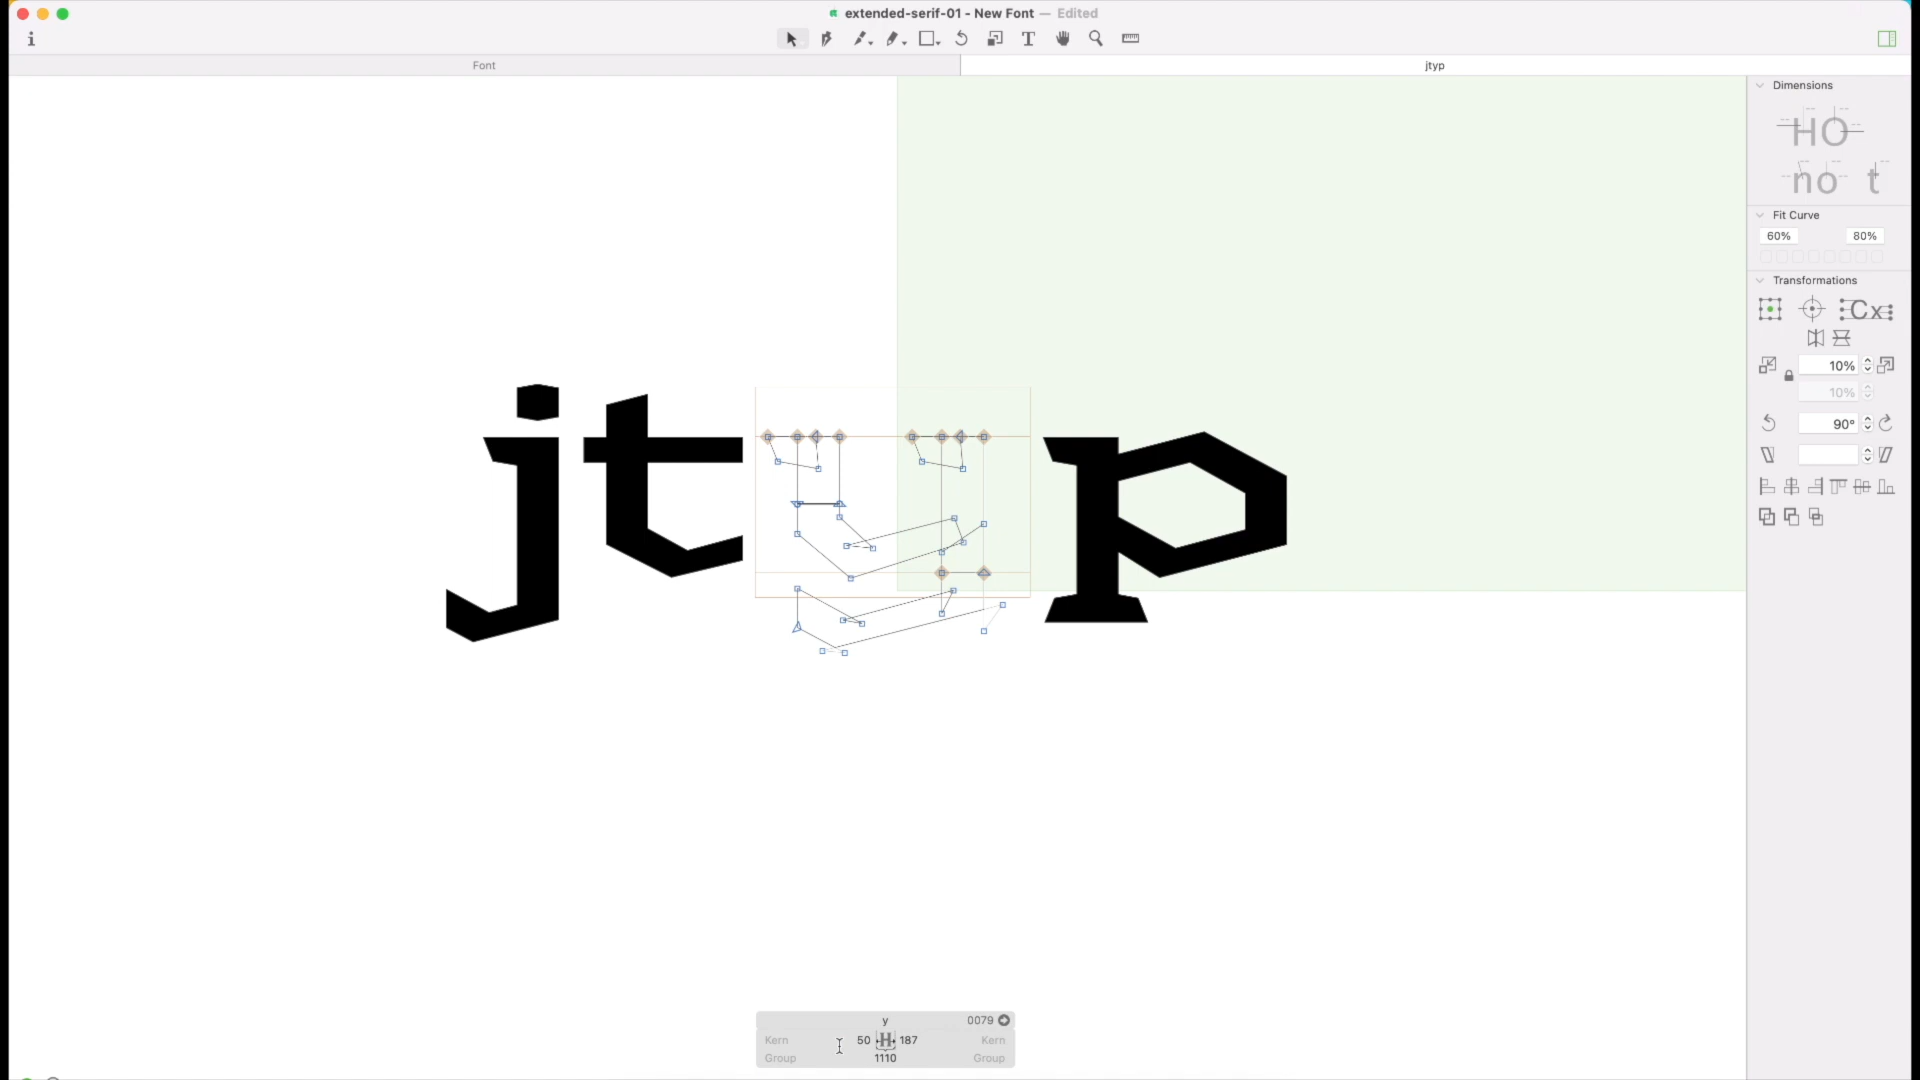 extended-serif-01 - New Font — Edited
Font
jtyp
Dimensions
HO
no t
Fit Curve
60% 80%
Transformations
Cx
10%
10%
90°
jt p
y 0079
Kern 50 H 187 Kern
Group 1110 Group